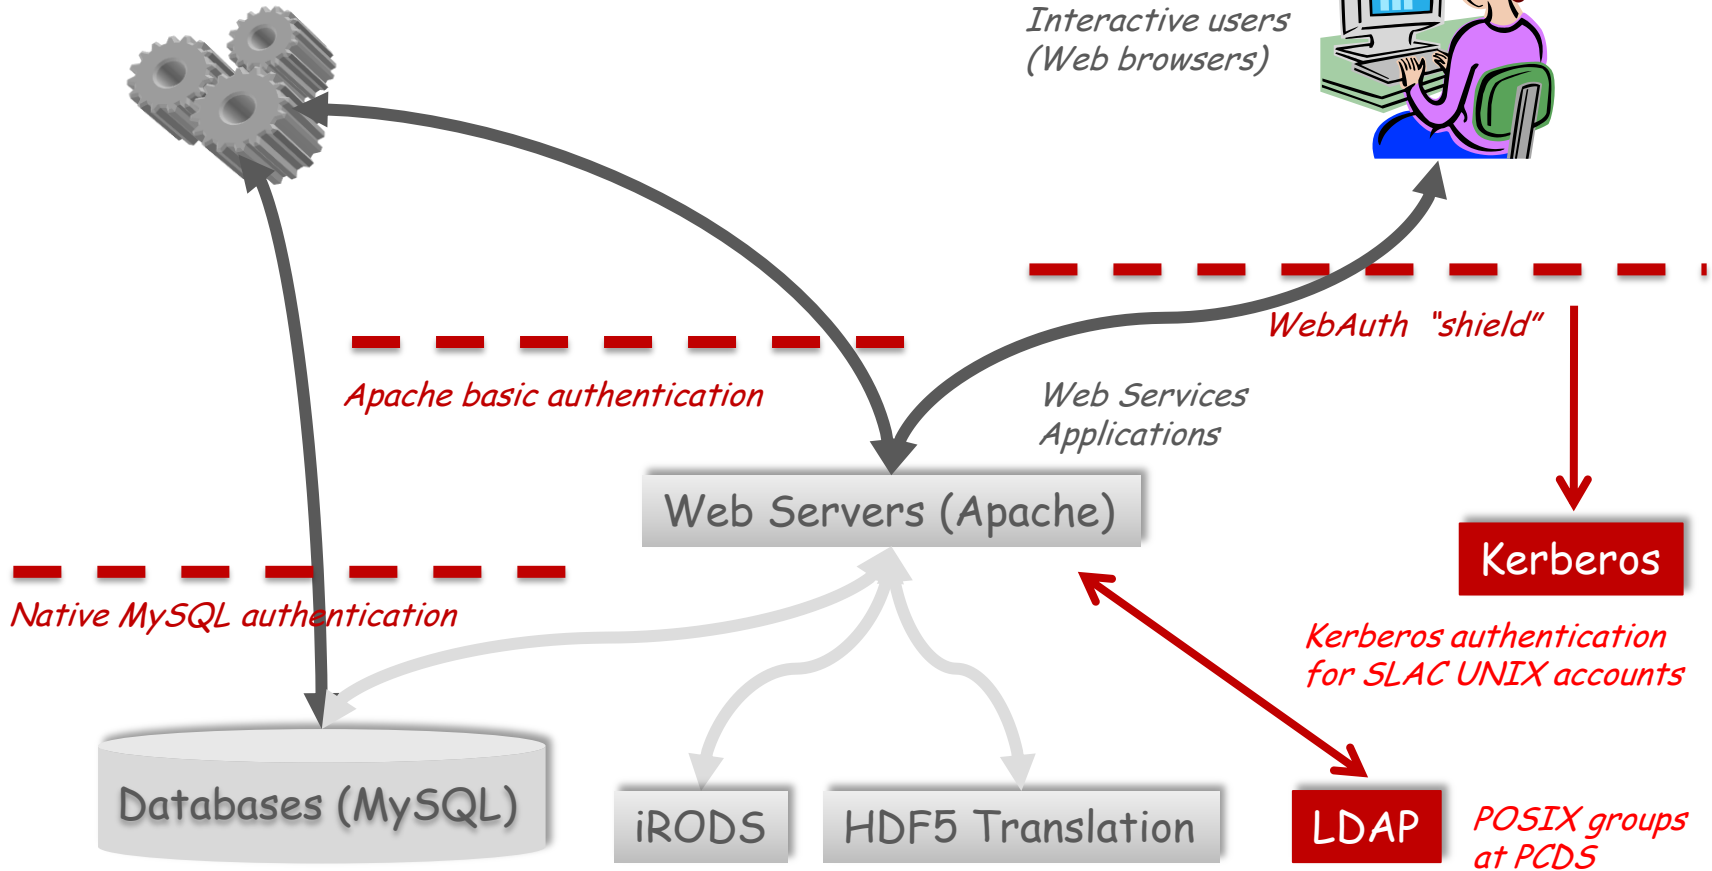 Interactive users
(Web browsers)
WebAuth “shield”
Apache basic authentication
Web Services
Applications
Web Servers (Apache)
Kerberos
Native MySQL authentication
Kerberos authentication
for SLAC UNIX accounts
Databases (MySQL)
iRODS
HDF5 Translation
LDAP
POSIX groups
at PCDS